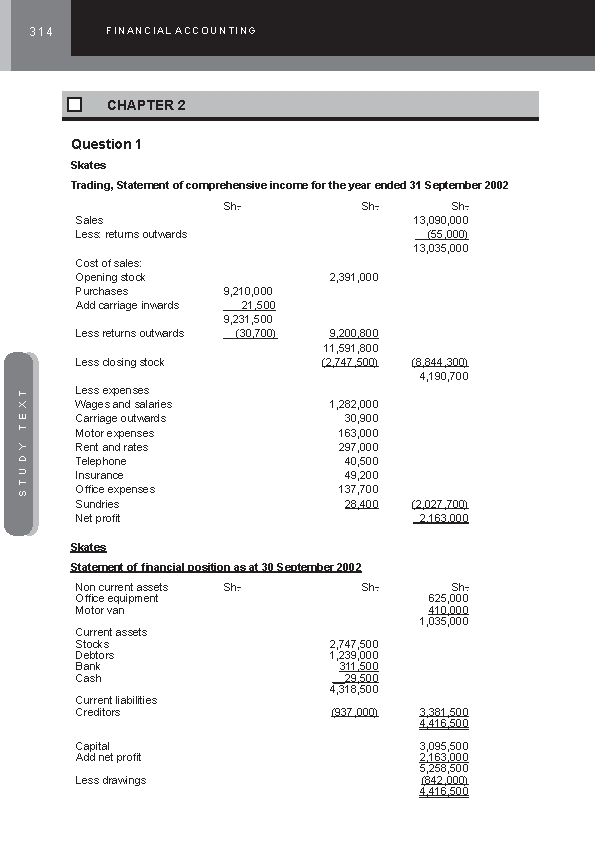 314 FINANCIAL ACCOUNTING
CHAPTER 2
Question 1
Skates
Trading, Statement of comprehensive income for the year ended 31 September 2002
Sh- Sh- Sh-
Sales 13,090,000
Less: returns outwards (55,000)
13,035,000
Cost of sales:
Opening stock 2,391,000
Purchases 9,210,000
Add carriage inwards 21,500
9,231,500
Less returns outwards (30,700) 9,200,800
11,591,800
Less closing stock (2,747,500) (8,844,300)
4,190,700
Less expenses
Wages and salaries 1,282,000
Carriage outwards 30,900
Motor expenses 163,000
Rent and rates 297,000
Telephone 40,500
Insurance 49,200
Office expenses 137,700
Sundries 28,400 (2,027,700)
Net profit 2,163,000
STUDY TEXT
Skates
Statement of financial position as at 30 September 2002
Non current assets Sh- Sh- Sh-
Office equipment 625,000
Motor van 410,000
1,035,000
Current assets
Stocks 2,747,500
Debtors 1,239,000
Bank 311,500
Cash 29,500
4,318,500
Current liabilities
Creditors (937,000) 3,381,500
4,416,500
Capital 3,095,500
Add net profit 2,163,000
5,258,500
Less drawings (842,000)
4,416,500